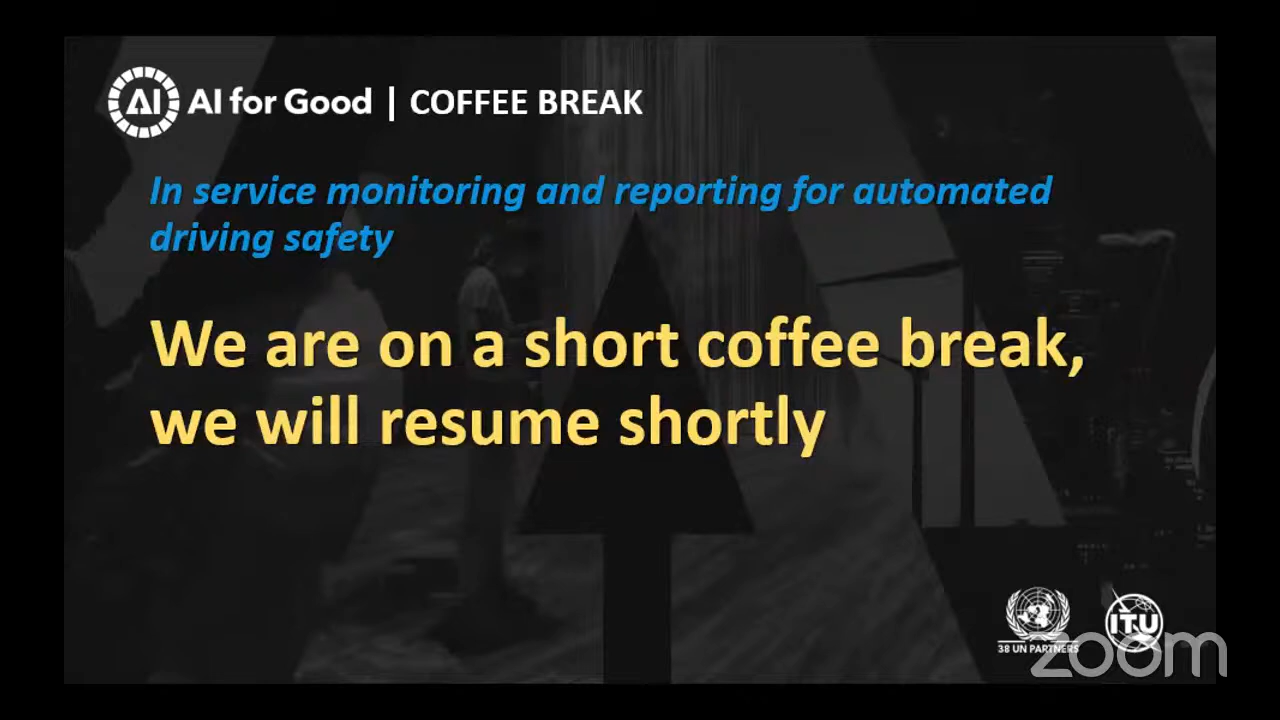 AI AI for Good | COFFEE BREAK
In service monitoring and reporting for automated
driving safety
We are on a short coffee break,
we will resume shortly
38 UN PARTNERS
ITU
zoom